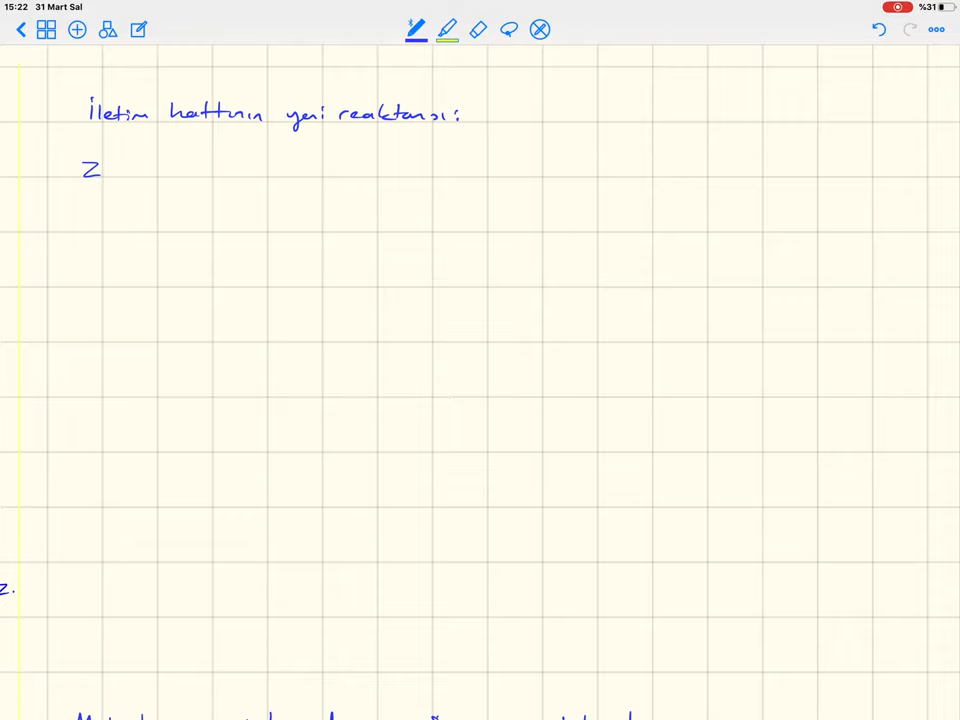 15:22 31 Mart Sal %31
İletim hattının yeni reaktansı:
Z
z.